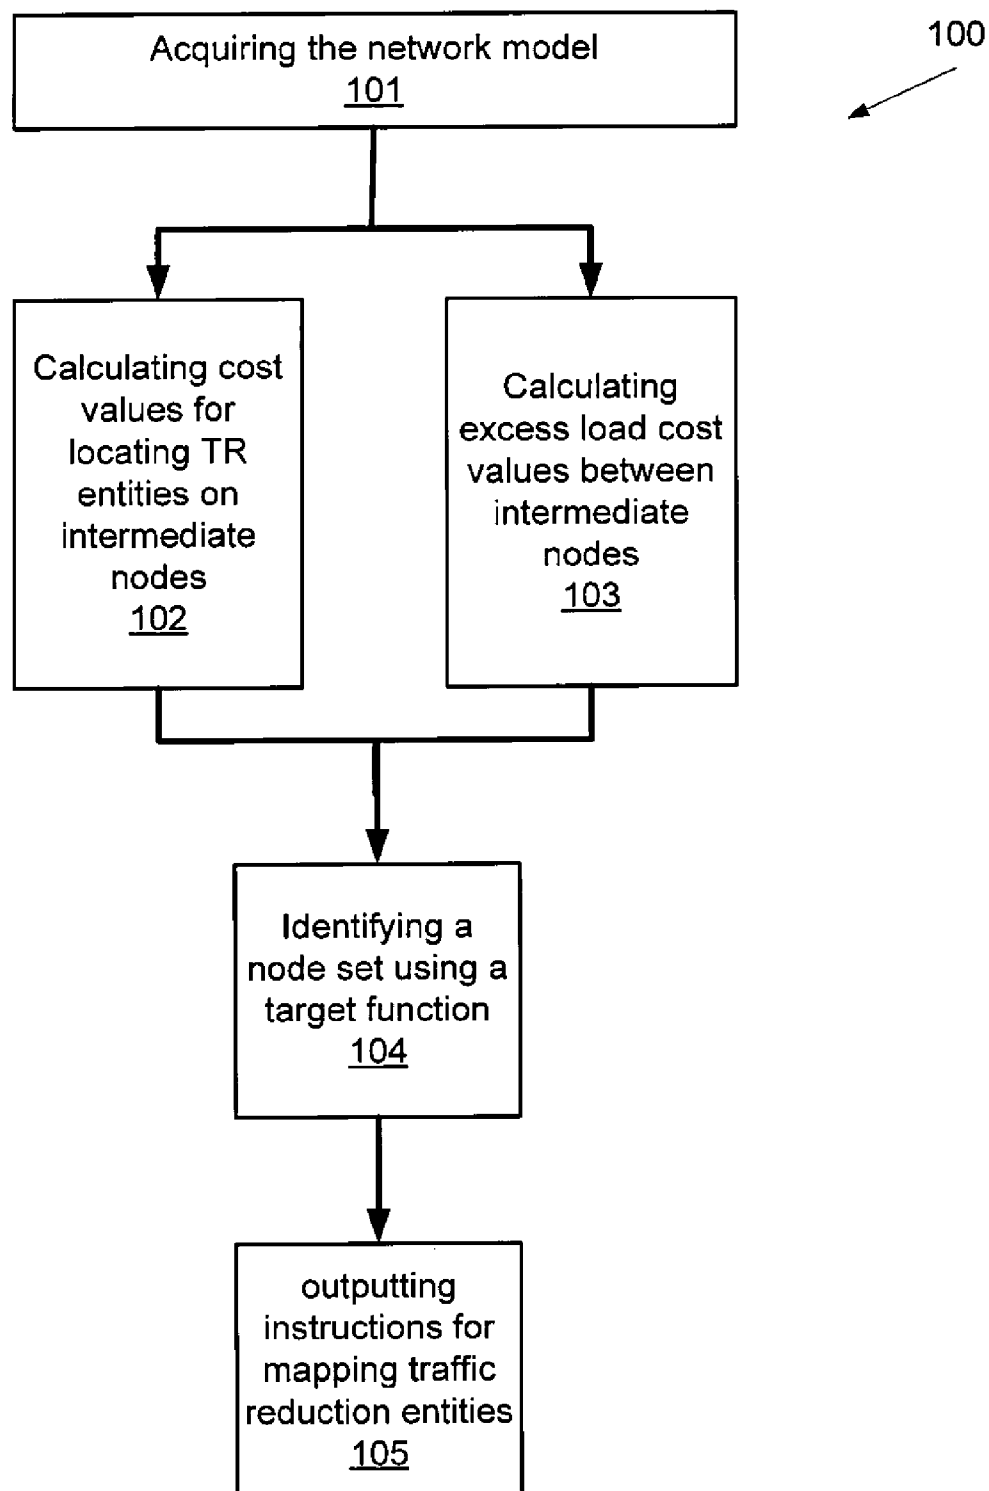 Acquiring the network model
101
100
Calculating cost
values for
locating TR
entities on
intermediate
nodes
102
Calculating
excess load cost
values between
intermediate
nodes
103
Identifying a
node set using a
target function
104
outputting
instructions for
mapping traffic
reduction entities
105